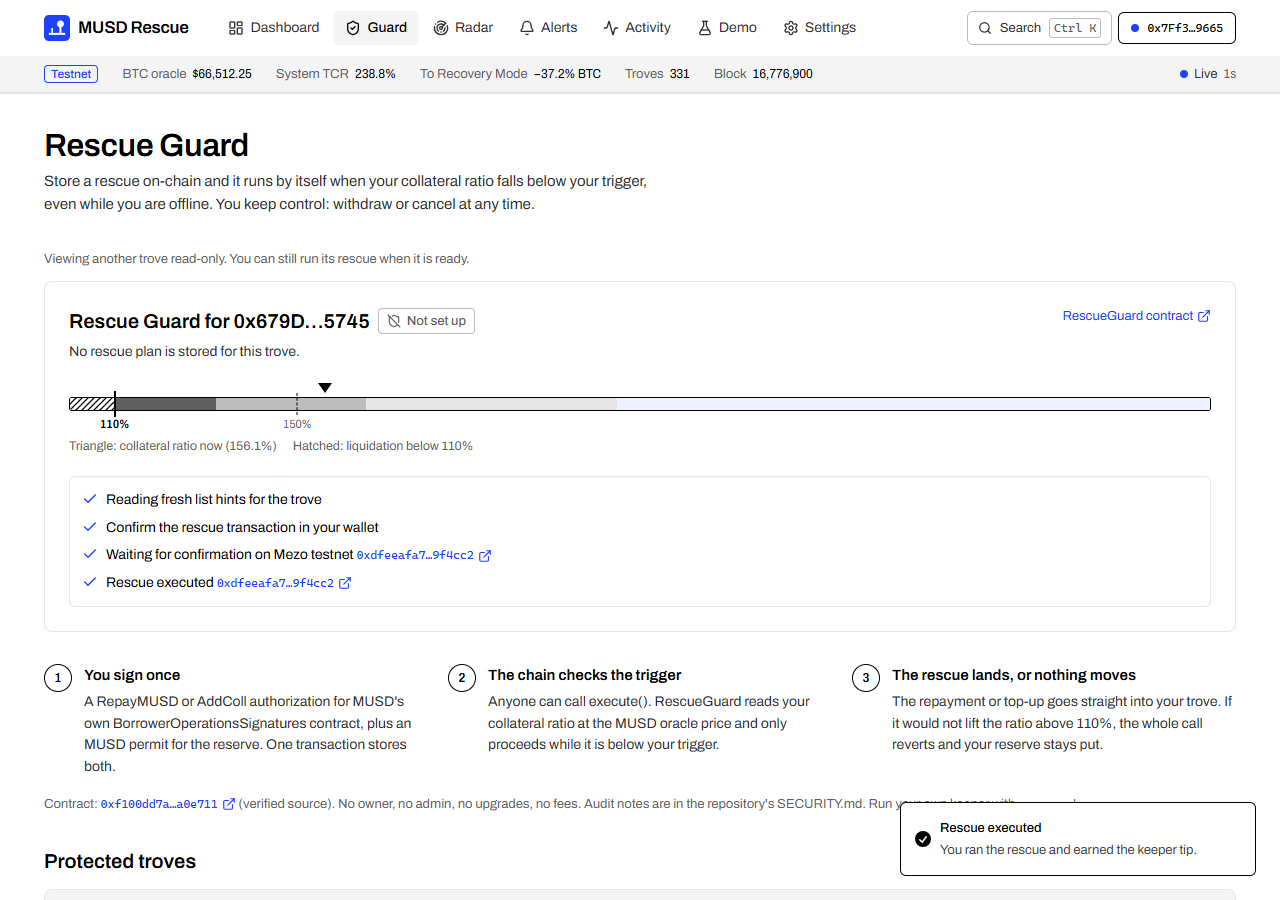 MUSD Rescue
Dashboard
Guard
Radar
Alerts
Activity
Demo
Settings
Search Ctrl K
0x7Ff3…9665
Testnet
BTC oracle $66,512.25
System TCR 238.8%
To Recovery Mode −37.2% BTC
Troves 331
Block 16,776,900
Live 1s
Rescue Guard
Store a rescue on-chain and it runs by itself when your collateral ratio falls below your trigger,
even while you are offline. You keep control: withdraw or cancel at any time.
Viewing another trove read-only. You can still run its rescue when it is ready.
Rescue Guard for 0x679D…5745
Not set up
RescueGuard contract
No rescue plan is stored for this trove.
110%
150%
Triangle: collateral ratio now (156.1%)
Hatched: liquidation below 110%
Reading fresh list hints for the trove
Confirm the rescue transaction in your wallet
Waiting for confirmation on Mezo testnet 0xdfeeafa7…9f4cc2
Rescue executed 0xdfeeafa7…9f4cc2
1
You sign once
A RepayMUSD or AddColl authorization for MUSD's
own BorrowerOperationsSignatures contract, plus an
MUSD permit for the reserve. One transaction stores
both.
2
The chain checks the trigger
Anyone can call execute(). RescueGuard reads your
collateral ratio at the MUSD oracle price and only
proceeds while it is below your trigger.
3
The rescue lands, or nothing moves
The repayment or top-up goes straight into your trove. If
it would not lift the ratio above 110%, the whole call
reverts and your reserve stays put.
Contract: 0xf100dd7a…a0e711 (verified source). No owner, no admin, no upgrades, no fees. Audit notes are in the repository's SECURITY.md. Run your own keeper with
Protected troves
Rescue executed
You ran the rescue and earned the keeper tip.